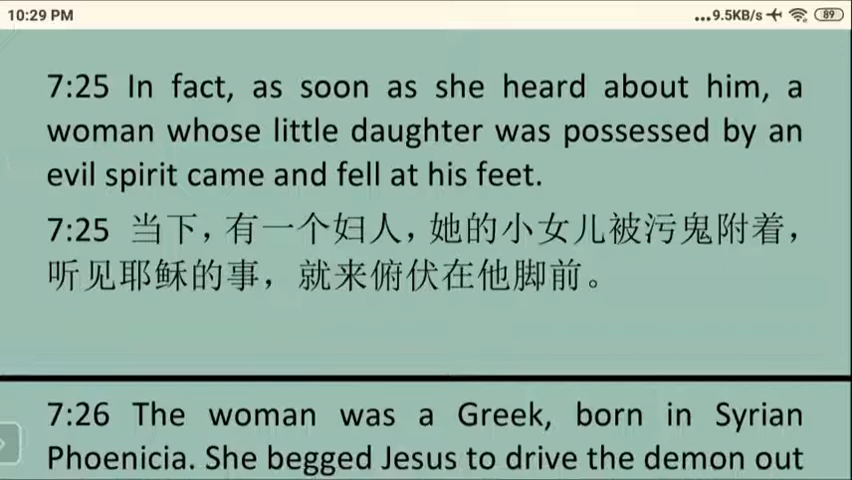 10:29 PM
...9.5KB/s 89
7:25 In fact, as soon as she heard about him, a
woman whose little daughter was possessed by an
evil spirit came and fell at his feet.
7:25 当下，有一个妇人，她的小女儿被污鬼附着，
听见耶稣的事，就来俯伏在他脚前。
7:26 The woman was a Greek, born in Syrian
Phoenicia. She begged Jesus to drive the demon out